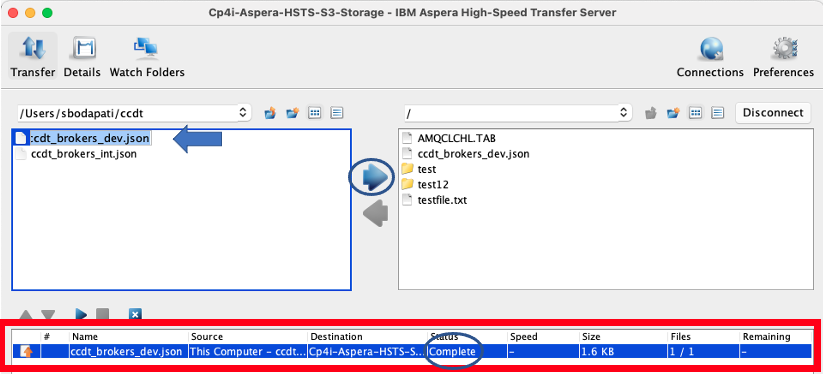 Cp4i-Aspera-HSTS-S3-Storage - IBM Aspera High-Speed Transfer Server
Transfer Details Watch Folders Connections Preferences
/Users/sbodapati/ccdt / Disconnect
:cdt_brokers_dev.json
ccdt_brokers_int.json
AMQCLCHL.TAB
ccdt_brokers_dev.json
test
test12
testfile.txt
# Name Source Destination Status Speed Size Files Remaining
ccdt_brokers_dev.json This Computer - ccdt... Cp4i-Aspera-HSTS-S... Complete – 1.6 KB 1 / 1 –